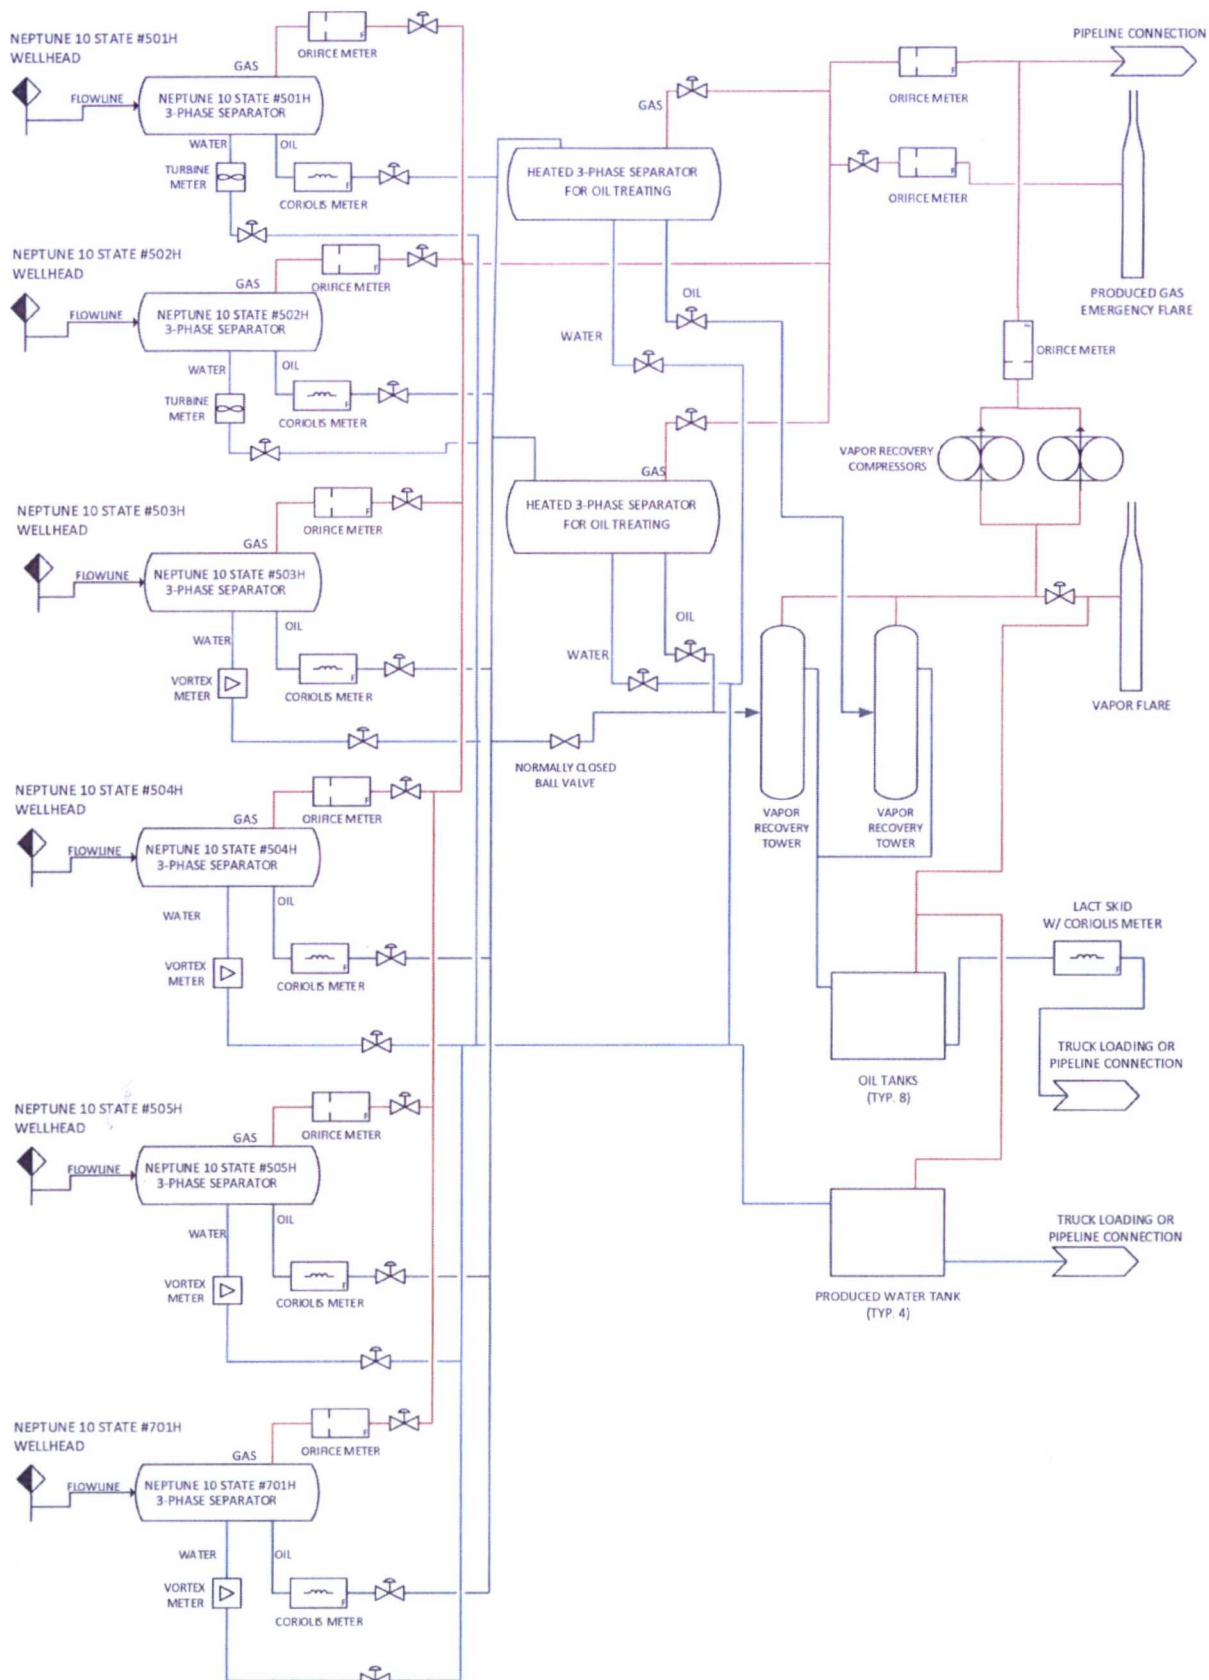 NEPTUNE 10 STATE #501H
WELLHEAD
FLOWLINE
GAS
NEPTUNE 10 STATE #501H
3-PHASE SEPARATOR
ORIFICE METER
F
WATER
OIL
TURBINE
METER
CORIOLIS METER
F
NEPTUNE 10 STATE #502H
WELLHEAD
FLOWLINE
GAS
NEPTUNE 10 STATE #502H
3-PHASE SEPARATOR
ORIFICE METER
F
WATER
OIL
TURBINE
METER
CORIOLIS METER
F
NEPTUNE 10 STATE #503H
WELLHEAD
FLOWLINE
GAS
NEPTUNE 10 STATE #503H
3-PHASE SEPARATOR
ORIFICE METER
F
WATER
OIL
VORTEX
METER
CORIOLIS METER
F
NEPTUNE 10 STATE #504H
WELLHEAD
FLOWLINE
GAS
NEPTUNE 10 STATE #504H
3-PHASE SEPARATOR
ORIFICE METER
F
WATER
OIL
VORTEX
METER
CORIOLIS METER
F
NEPTUNE 10 STATE #505H
WELLHEAD
FLOWLINE
GAS
NEPTUNE 10 STATE #505H
3-PHASE SEPARATOR
ORIFICE METER
F
WATER
OIL
VORTEX
METER
CORIOLIS METER
F
NEPTUNE 10 STATE #701H
WELLHEAD
FLOWLINE
GAS
NEPTUNE 10 STATE #701H
3-PHASE SEPARATOR
ORIFICE METER
F
WATER
OIL
VORTEX
METER
CORIOLIS METER
F
GAS
HEATED 3-PHASE SEPARATOR
FOR OIL TREATING
WATER
OIL
GAS
HEATED 3-PHASE SEPARATOR
FOR OIL TREATING
WATER
OIL
NORMALLY CLOSED
BALL VALVE
PIPELINE CONNECTION
F
ORIFICE METER
F
ORIFICE METER
PRODUCED GAS
EMERGENCY FLARE
F
ORIFICE METER
VAPOR RECOVERY
COMPRESSORS
VAPOR FLARE
VAPOR
RECOVERY
TOWER
VAPOR
RECOVERY
TOWER
LACT SKID
W/ CORIOLIS METER
F
TRUCK LOADING OR
PIPELINE CONNECTION
OIL TANKS
(TYP. 8)
TRUCK LOADING OR
PIPELINE CONNECTION
PRODUCED WATER TANK
(TYP. 4)